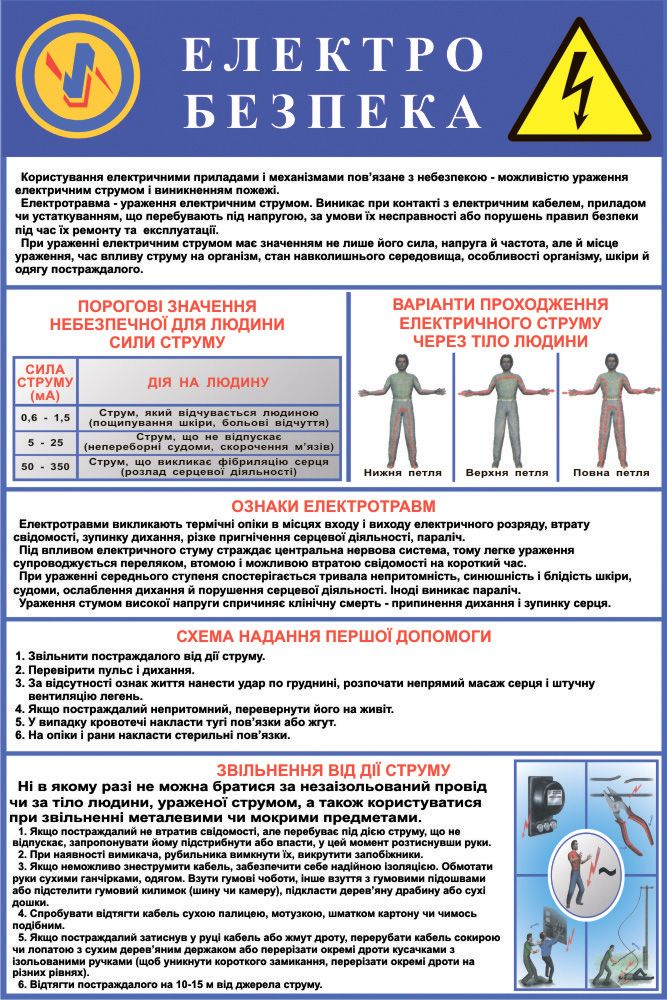 ЕЛЕКТРО
БЕЗПЕКА
Користування електричними приладами і механізмами пов’язане з небезпекою - можливістю ураження
електричним струмом і виникненням пожежі.
Електротравма - ураження електричним струмом. Виникає при контакті з електричним кабелем, приладом
чи устаткуванням, що перебувають під напругою, за умови їх несправності або порушень правил безпеки
під час їх ремонту та експлуатації.
При ураженні електричним струмом має значенням не лише його сила, напруга й частота, але й місце
ураження, час впливу струму на організм, стан навколишнього середовища, особливості організму, шкіри й
одягу постраждалого.
ПОРОГОВІ ЗНАЧЕННЯ
НЕБЕЗПЕЧНОЇ ДЛЯ ЛЮДИНИ
СИЛИ СТРУМУ
СИЛА
СТРУМУ
(мА)
ДІЯ НА ЛЮДИНУ
0,6 - 1,5
Струм, який відчувається людиною
(пощипування шкіри, больові відчуття)
5 - 25
Струм, що не відпускає
(непереборні судоми, скорочення м’язів)
50 - 350
Струм, що викликає фібриляцію серця
(розлад серцевої діяльності)
ВАРІАНТИ ПРОХОДЖЕННЯ
ЕЛЕКТРИЧНОГО СТРУМУ
ЧЕРЕЗ ТІЛО ЛЮДИНИ
Нижня петля
Верхня петля
Повна петля
ОЗНАКИ ЕЛЕКТРОТРАВМ
Електротравми викликають термічні опіки в місцях входу і виходу електричного розряду, втрату
свідомості, зупинку дихання, різке пригнічення серцевої діяльності, параліч.
Під впливом електричного стуму страждає центральна нервова система, тому легке ураження
супроводжується переляком, втомою і можливою втратою свідомості на короткий час.
При ураженні середнього ступеня спостерігається тривала непритомність, синюшність і блідість шкіри,
судоми, ослаблення дихання й порушення серцевої діяльності. Іноді виникає параліч.
Ураження стумом високої напруги спричиняє клінічну смерть - припинення дихання і зупинку серця.
СХЕМА НАДАННЯ ПЕРШОЇ ДОПОМОГИ
1. Звільнити постраждалого від дії струму.
2. Перевірити пульс і дихання.
3. За відсутності ознак життя нанести удар по груднині, розпочати непрямий масаж серця і штучну
вентиляцію легень.
4. Якщо постраждалий непритомний, перевернути його на живіт.
5. У випадку кровотечі накласти тугі пов’язки або жгут.
6. На опіки і рани накласти стерильні пов’язки.
ЗВІЛЬНЕННЯ ВІД ДІЇ СТРУМУ
Ні в якому разі не можна братися за незаізольований провід
чи за тіло людини, ураженої струмом, а також користуватися
при звільненні металевими чи мокрими предметами.
1. Якщо постраждалий не втратив свідомості, але перебуває під дією струму, що не
відпускає, запропонувати йому підстрибнути або впасти, у цей момент розтиснувши руки.
2. При наявності вимикача, рубильника вимкнути їх, викрутити запобіжники.
3. Якщо неможливо знеструмити кабель, забезпечити себе надійною ізоляцією. Обмотати
руки сухими ганчірками, одягом. Взути гумові чоботи, інше взуття з гумовими підошвами
або підстелити гумовий килимок (шину чи камеру), підкласти дерев’яну драбину або сухі
дошки.
4. Спробувати відтягти кабель сухою палицею, мотузкою, шматком картону чи чимось
подібним.
5. Якщо постраждалий затиснув у руці кабель або жмут дроту, перерубати кабель сокирою
чи лопатою з сухим дерев’яним держаком або перерізати окремі дроти кусачками з
ізольованими ручками (щоб уникнути короткого замикання, перерізати окремі дроти на
різних рівнях).
6. Відтягти постраждалого на 10-15 м від джерела струму.